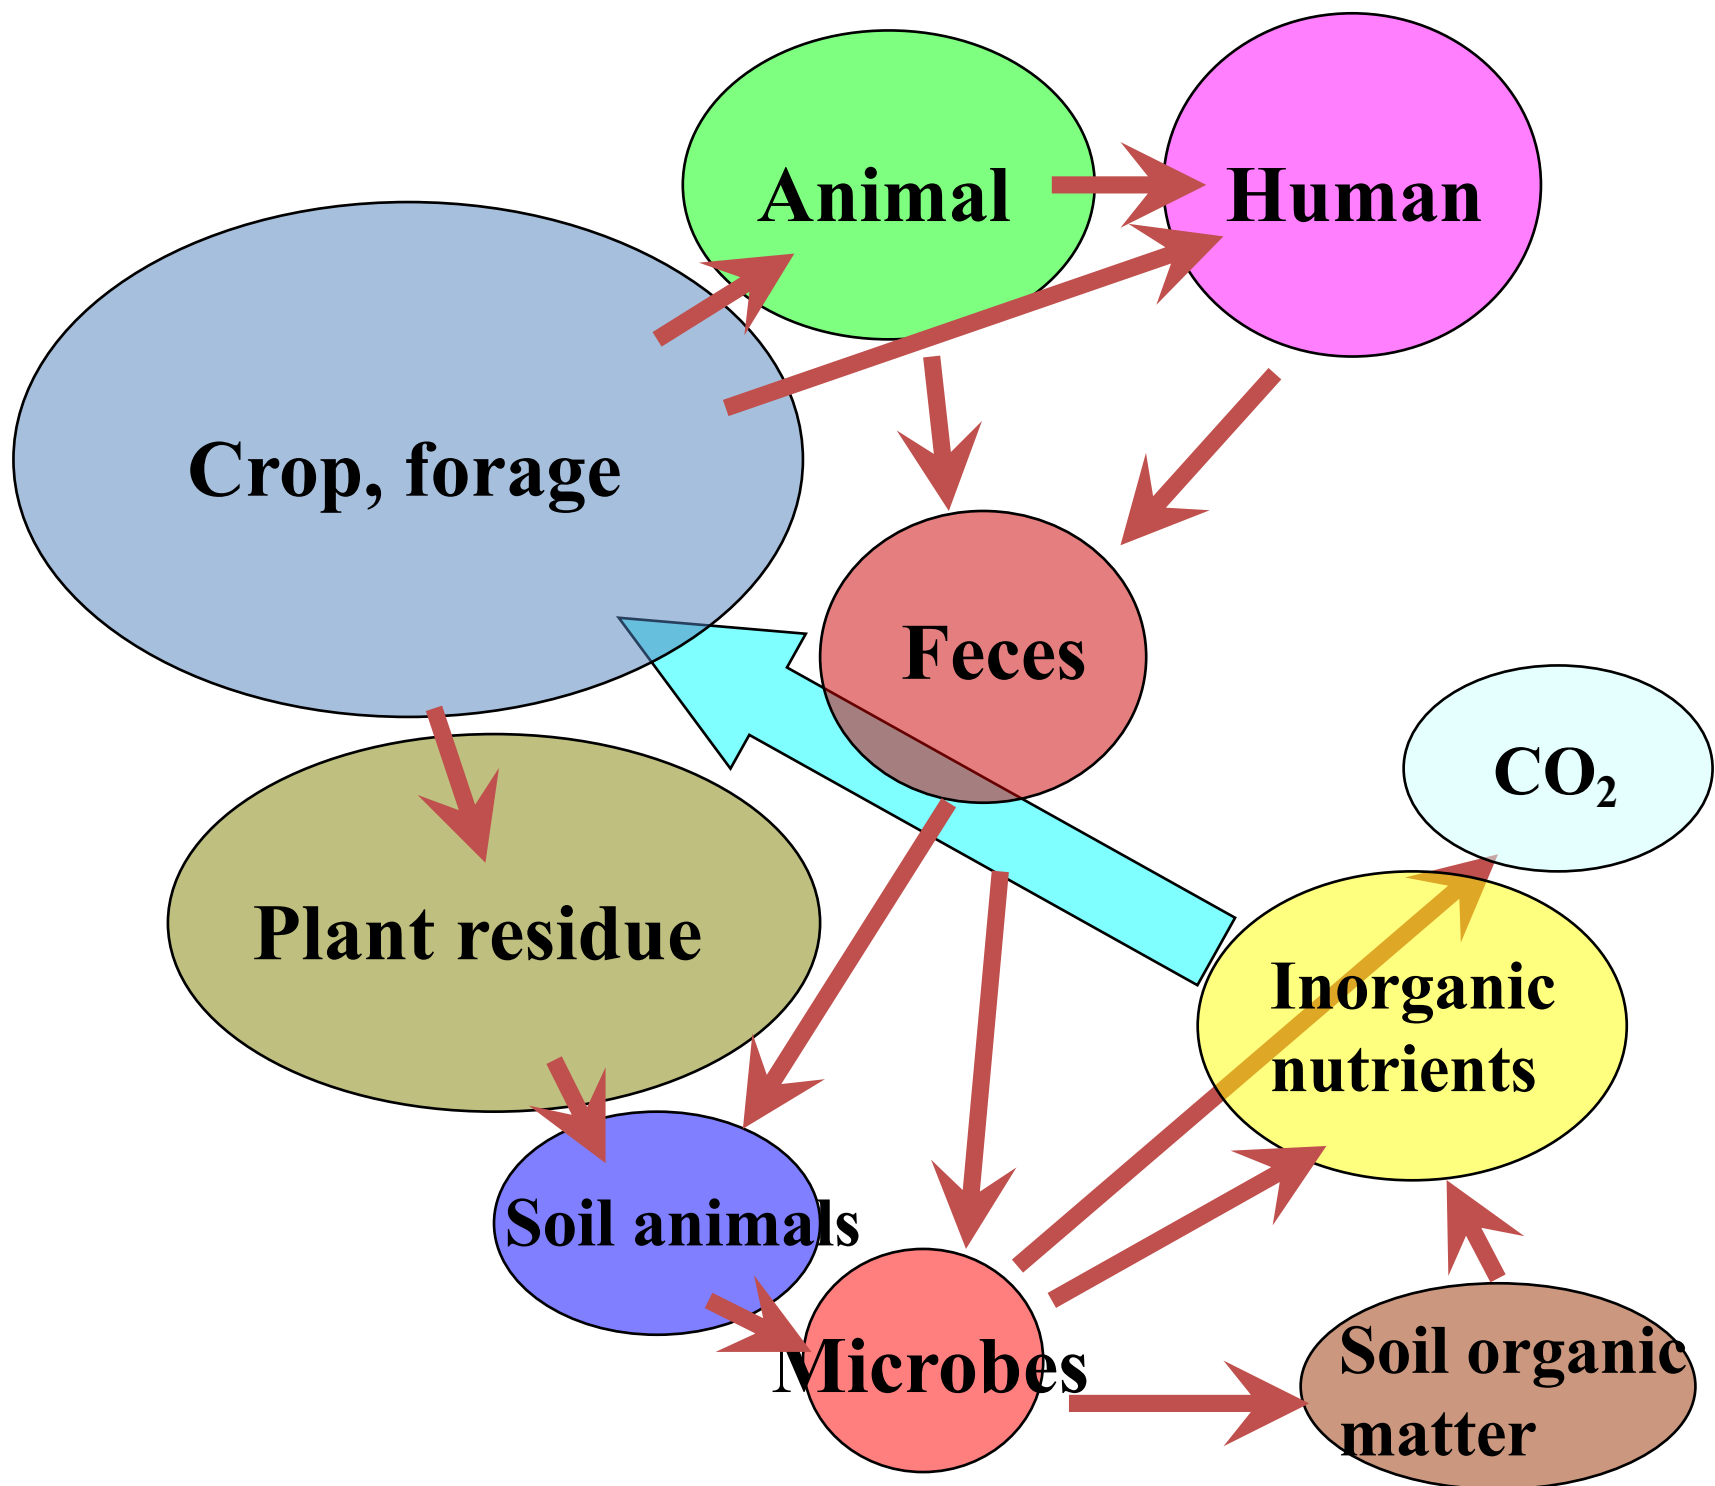 Animal
Human
Crop, forage
Feces
CO₂
Plant residue
Inorganic
nutrients
Soil animals
Microbes
Soil organic
matter